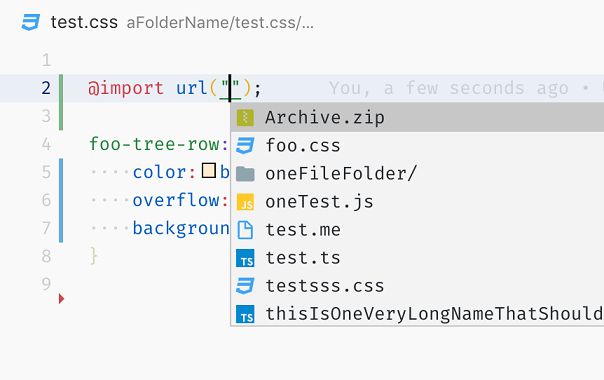 test.css aFolderName/test.css/...
1
2 @import url(""); You, a few seconds ago •
3
4 foo-tree-row:
5 ····color: b
6 ····overflow:
7 ····backgroun
8 }
9
Archive.zip
foo.css
oneFileFolder/
oneTest.js
test.me
test.ts
testsss.css
thisIsOneVeryLongNameThatShould